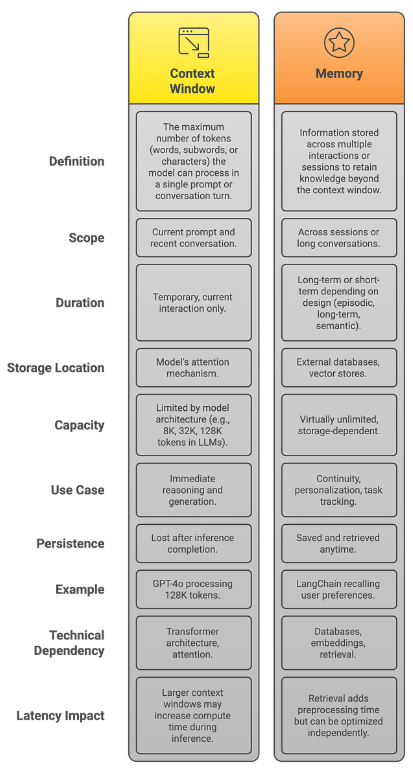 Context
Window
Memory
Definition
The maximum
number of tokens
(words, subwords, or
characters) the
model can process in
a single prompt or
conversation turn.
Information stored
across multiple
interactions or
sessions to retain
knowledge beyond
the context window.
Scope
Current prompt and
recent conversation.
Across sessions or
long conversations.
Duration
Temporary, current
interaction only.
Long-term or short-
term depending on
design (episodic,
long-term,
semantic).
Storage Location
Model's attention
mechanism.
External databases,
vector stores.
Capacity
Limited by model
architecture (e.g.,
8K, 32K, 128K
tokens in LLMs).
Virtually unlimited,
storage-dependent.
Use Case
Immediate
reasoning and
generation.
Continuity,
personalization, task
tracking.
Persistence
Lost after inference
completion.
Saved and retrieved
anytime.
Example
GPT-4o processing
128K tokens.
LangChain recalling
user preferences.
Technical
Dependency
Transformer
architecture,
attention.
Databases,
embeddings,
retrieval.
Latency Impact
Larger context
windows may
increase compute
time during
inference.
Retrieval adds
preprocessing time
but can be optimized
independently.